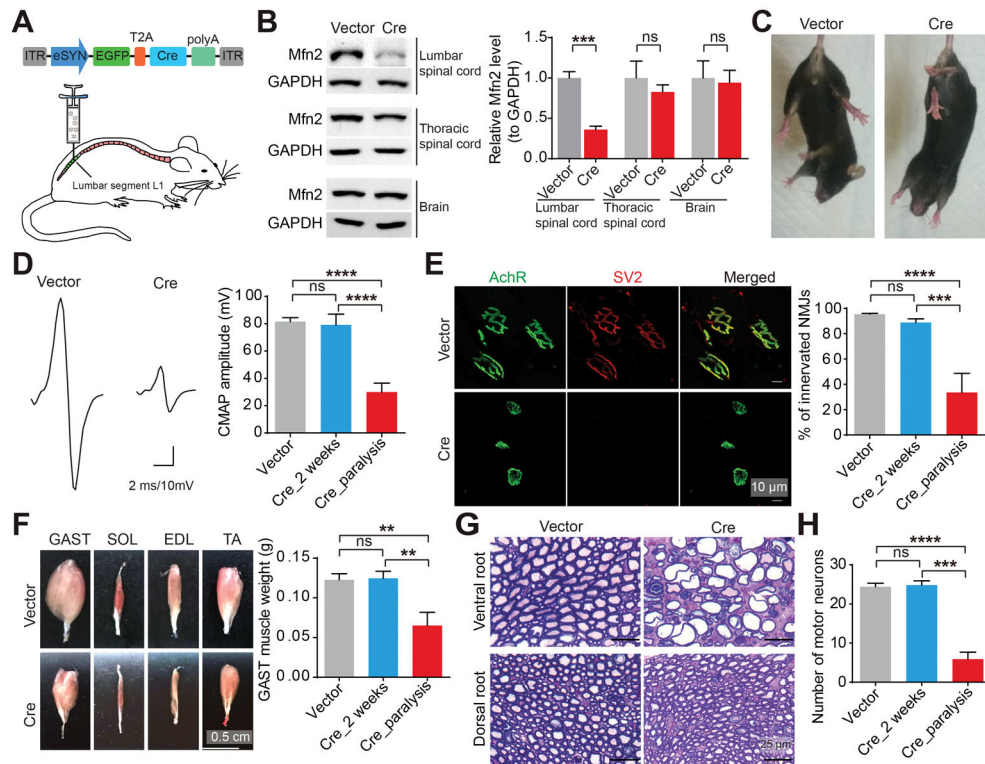 A
T2A
polyA
ITR
eSYN
EGFP
Cre
ITR
Lumbar segment L1
B
Vector
Cre
Mfn2
GAPDH
Lumbar
spinal cord
Mfn2
GAPDH
Thoracic
spinal cord
Mfn2
GAPDH
Brain
Relative Mfn2 level
(to GAPDH)
1.5
1.0
0.5
0.0
***
ns
ns
Vector
Cre
Vector
Cre
Vector
Cre
Lumbar
spinal cord
Thoracic
spinal cord
Brain
C
Vector
Cre
D
Vector
Cre
2 ms/10mV
CMAP amplitude (mV)
100
80
60
40
20
0
****
ns
****
Vector
Cre_2 weeks
Cre_paralysis
E
AchR
SV2
Merged
Vector
Cre
10 µm
% of innervated NMJs
100
80
60
40
20
0
****
ns
***
Vector
Cre_2 weeks
Cre_paralysis
F
GAST
SOL
EDL
TA
Vector
Cre
0.5 cm
GAST muscle weight (g)
0.15
0.10
0.05
0.00
**
ns
**
Vector
Cre_2 weeks
Cre_paralysis
G
Vector
Cre
Ventral root
Dorsal root
25 µm
H
Number of motor neurons
30
20
10
0
****
ns
***
Vector
Cre_2 weeks
Cre_paralysis